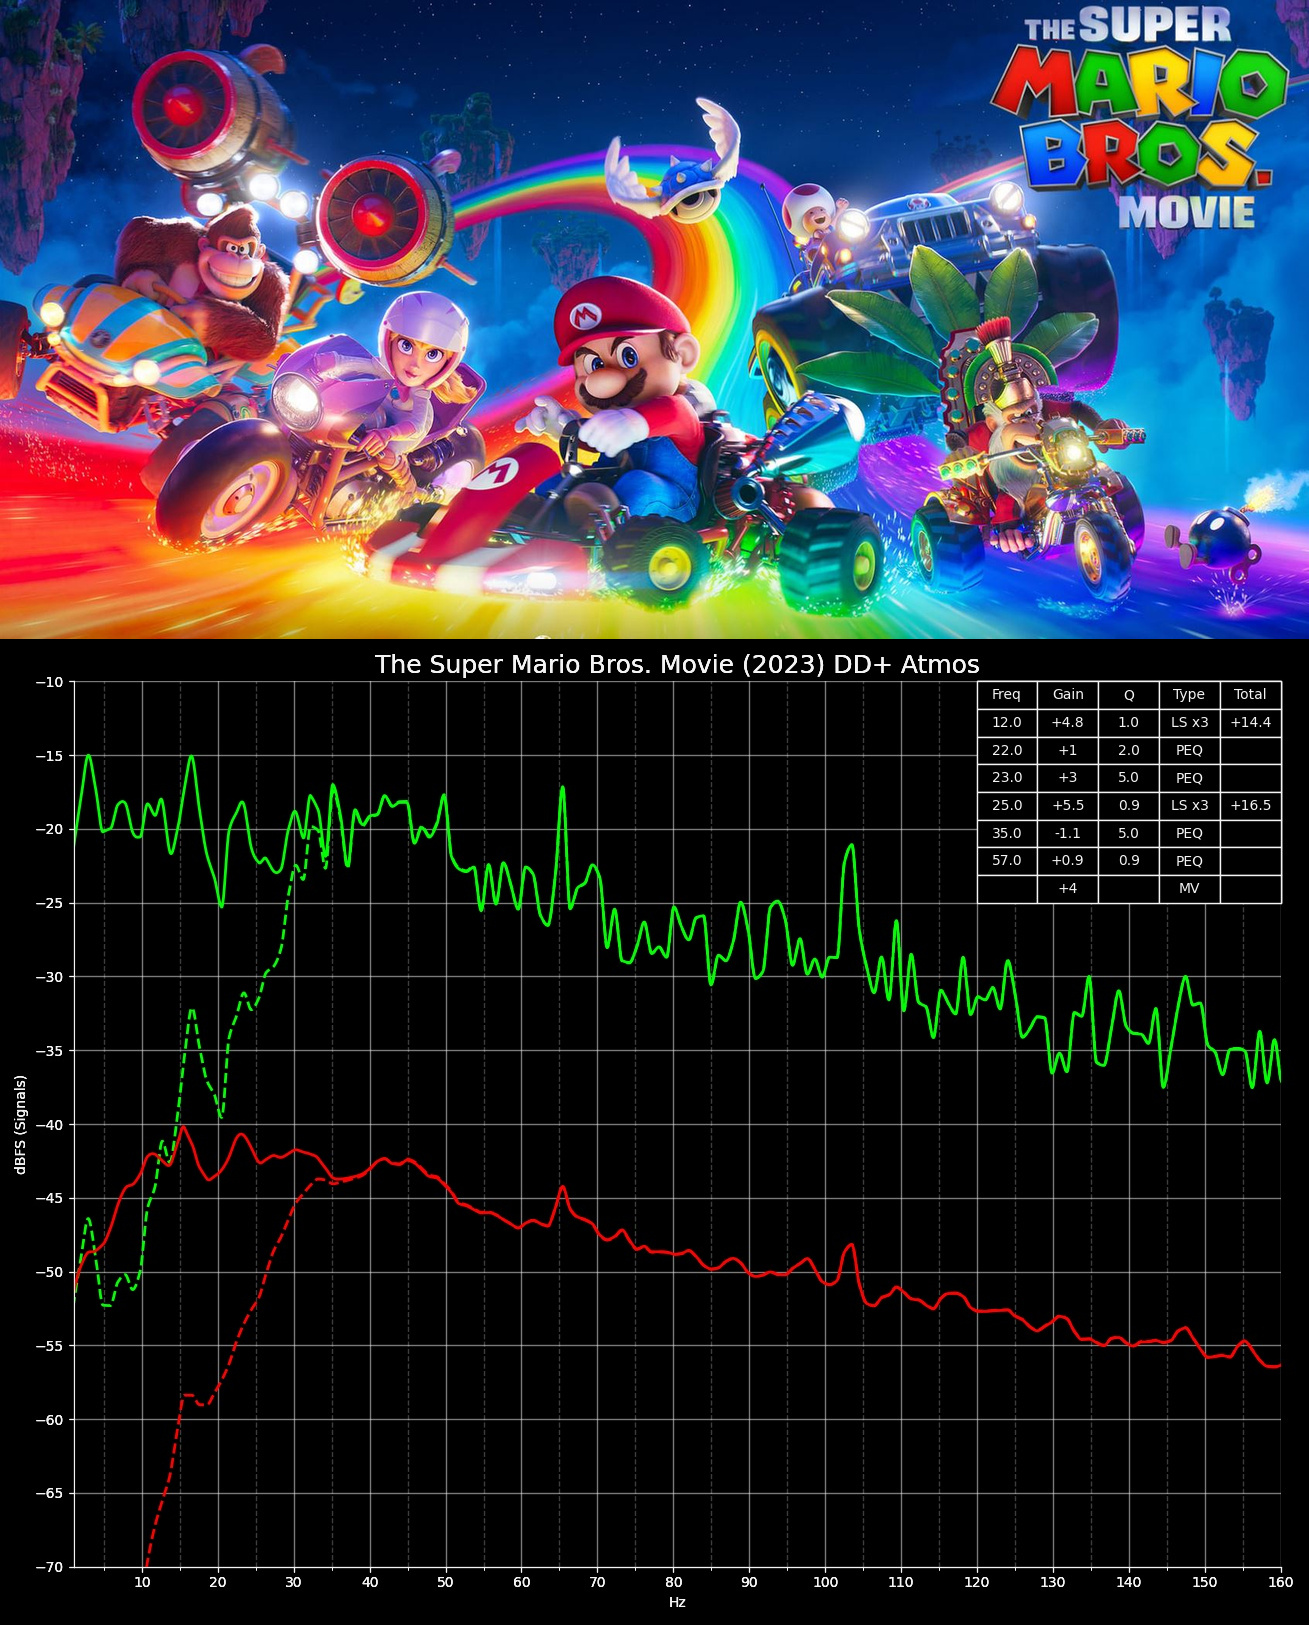 THE SUPER
MARIO
BROS.
MOVIE
M
M
The Super Mario Bros. Movie (2023) DD+ Atmos
Freq Gain Q Type Total
12.0 +4.8 1.0 LS x3 +14.4
22.0 +1 2.0 PEQ
23.0 +3 5.0 PEQ
25.0 +5.5 0.9 LS x3 +16.5
35.0 -1.1 5.0 PEQ
57.0 +0.9 0.9 PEQ
+4 MV
−10
−15
−20
−25
−30
−35
−40
−45
−50
−55
−60
−65
−70
dBFS (Signals)
10 20 30 40 50 60 70 80 90 100 110 120 130 140 150 160
Hz